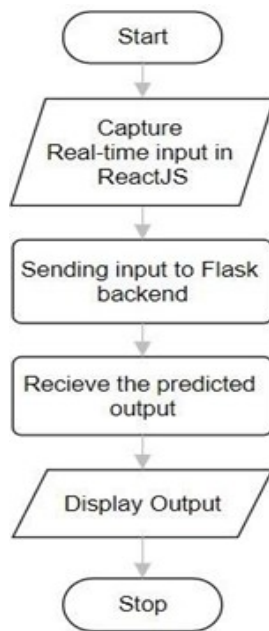 Start
Capture
Real-time input in
ReactJS
Sending input to Flask
backend
Recieve the predicted
output
Display Output
Stop